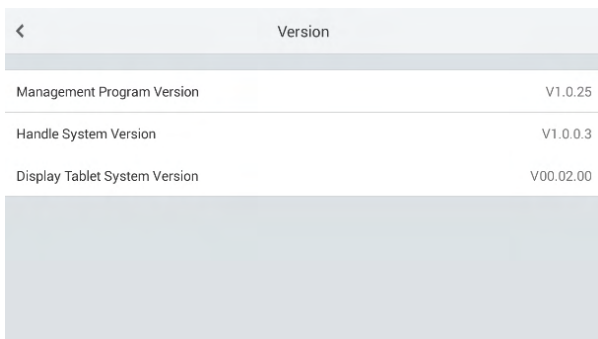 Version
Management Program Version V1.0.25
Handle System Version V1.0.0.3
Display Tablet System Version V00.02.00